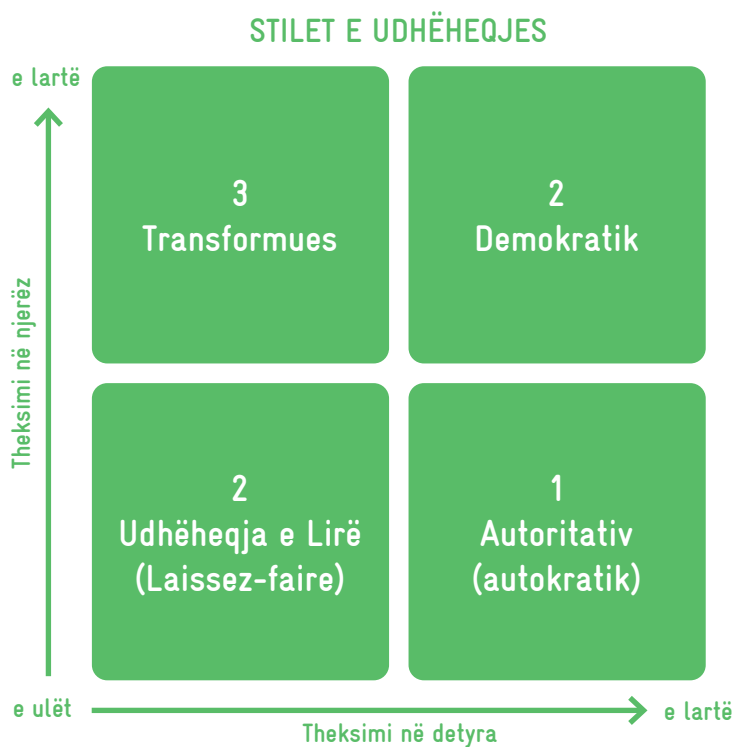 STILET E UDHËHEQJES
e lartë
3
Transformues
2
Demokratik
Theksimi në njerëz
2
Udhëheqja e Lirë
(Laissez-faire)
1
Autoritativ
(autokratik)
e ulët
e lartë
Theksimi në detyra